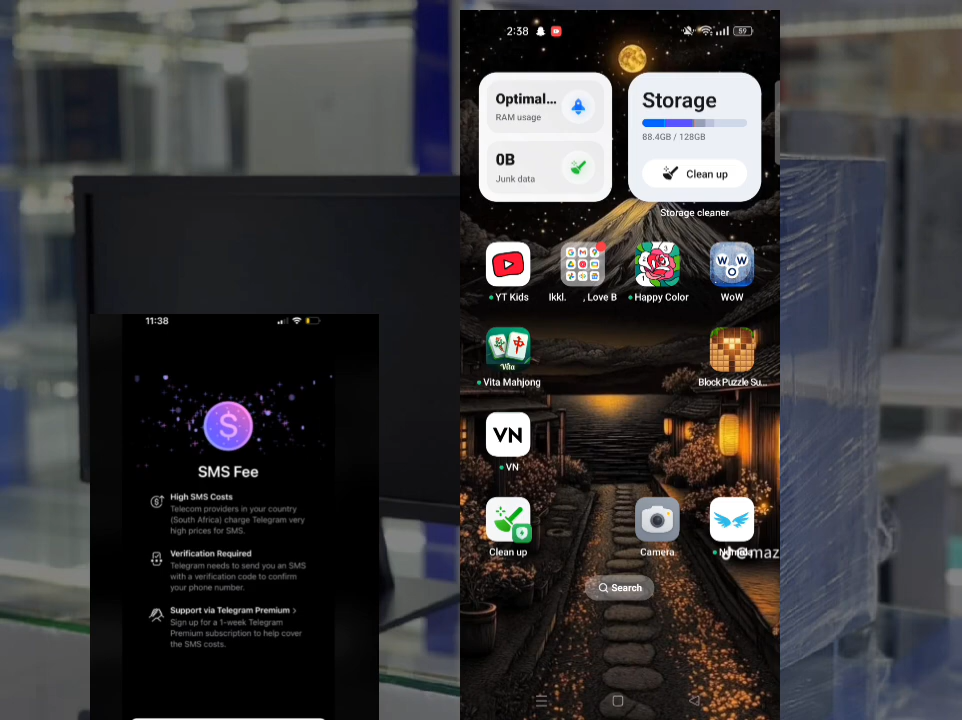 11:38
SMS Fee
High SMS Costs
Telecom providers in your country
(South Africa) charge Telegram very
high prices for SMS.
Verification Required
Telegram needs to send you an SMS
with a verification code to confirm
your phone number.
Support via Telegram Premium >
Sign up for a 1-week Telegram
Premium subscription to help cover
the SMS costs.
2:38
59
Optimal...
RAM usage
0B
Junk data
Storage
88.4GB / 128GB
Clean up
Storage cleaner
YT Kids
Ikkl. , Love B
Happy Color
W W
O
WoW
Vita
Vita Mahjong
Block Puzzle Su...
VN
VN
Clean up
Camera
Search